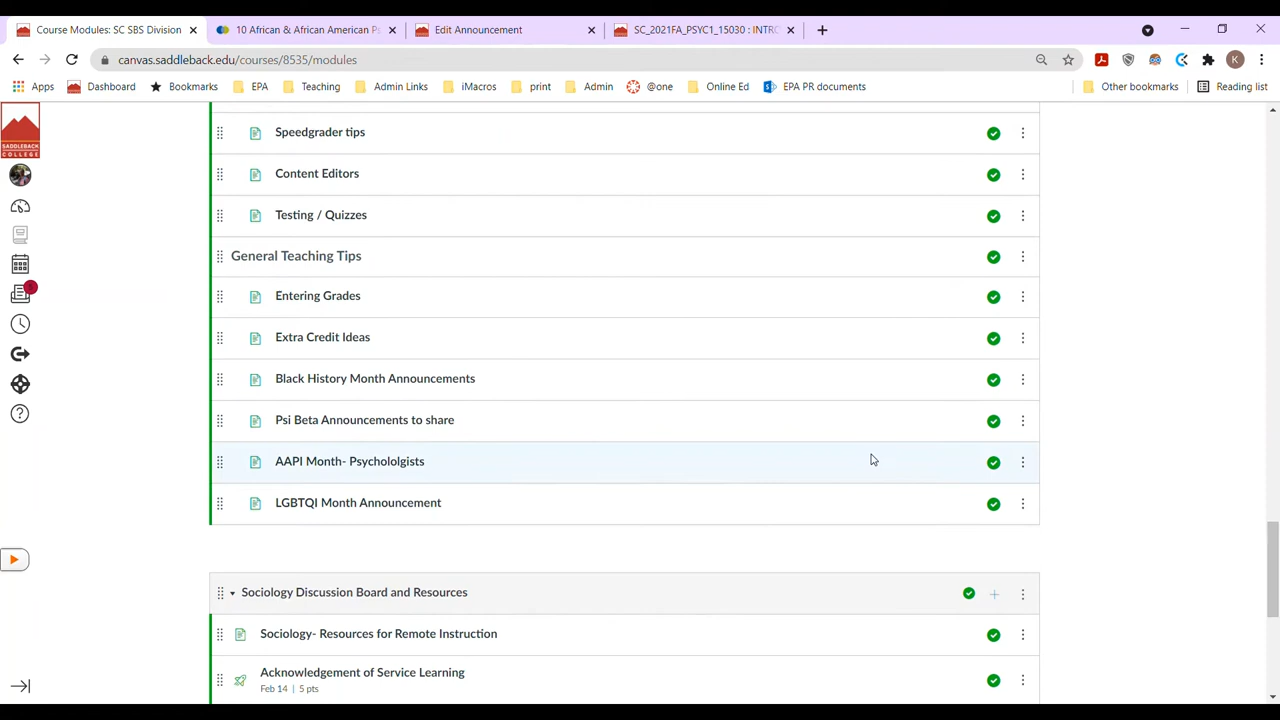 Course Modules: SC SBS Division
10 African & African American Ps
Edit Announcement
SC_2021FA_PSYC1_15030 : INTRO
canvas.saddleback.edu/courses/8535/modules
Apps
Dashboard
Bookmarks
EPA
Teaching
Admin Links
iMacros
print
Admin
@one
Online Ed
EPA PR documents
Other bookmarks
Reading list
K
SADDLEBACK
COLLEGE
Speedgrader tips
Content Editors
Testing / Quizzes
General Teaching Tips
Entering Grades
Extra Credit Ideas
Black History Month Announcements
Psi Beta Announcements to share
AAPI Month- Psychololgists
LGBTQI Month Announcement
Sociology Discussion Board and Resources
Sociology- Resources for Remote Instruction
Acknowledgement of Service Learning
Feb 14 | 5 pts